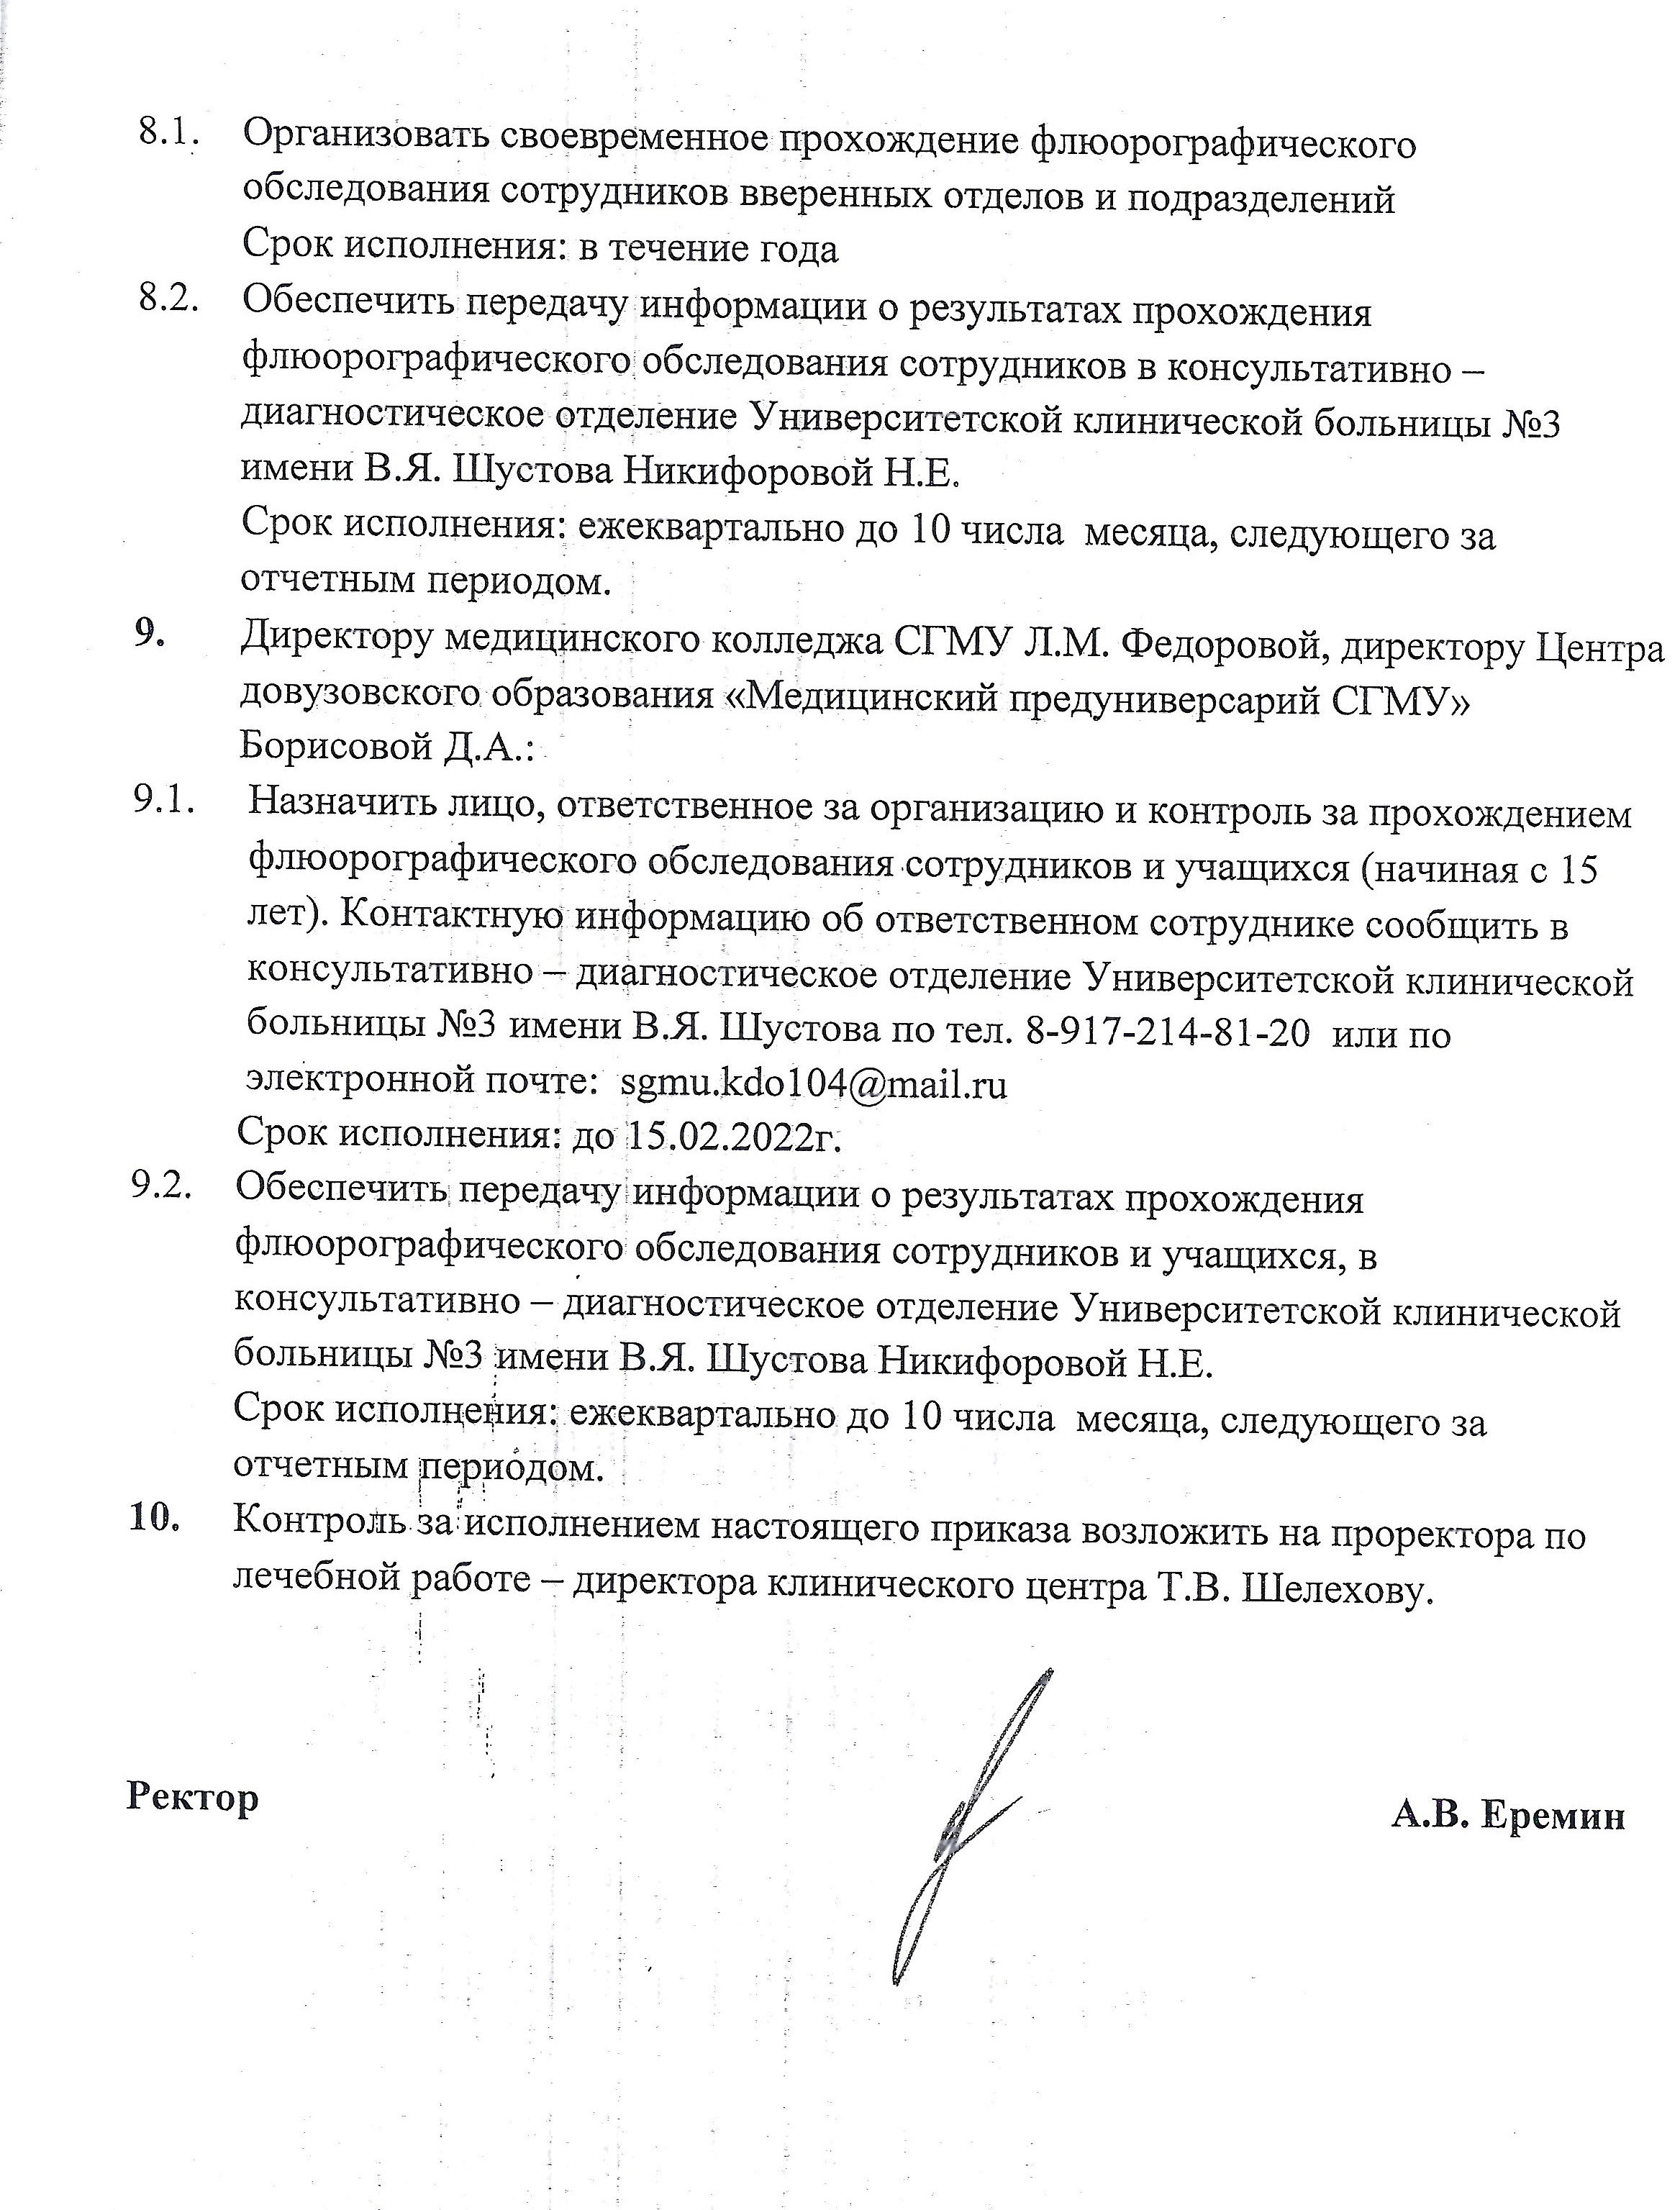 8.1. Организовать своевременное прохождение флюорографического
обследования сотрудников вверенных отделов и подразделений
Срок исполнения: в течение года
8.2. Обеспечить передачу информации о результатах прохождения
флюорографического обследования сотрудников в консультативно –
диагностическое отделение Университетской клинической больницы №3
имени В.Я. Шустова Никифоровой Н.Е.
Срок исполнения: ежеквартально до 10 числа  месяца, следующего за
отчетным периодом.
9. Директору медицинского колледжа СГМУ Л.М. Федоровой, директору Центра
довузовского образования «Медицинский предуниверсарий СГМУ»
Борисовой Д.А.:
9.1. Назначить лицо, ответственное за организацию и контроль за прохождением
флюорографического обследования сотрудников и учащихся (начиная с 15
лет). Контактную информацию об ответственном сотруднике сообщить в
консультативно – диагностическое отделение Университетской клинической
больницы №3 имени В.Я. Шустова по тел. 8-917-214-81-20  или по
электронной почте:  sgmu.kdo104@mail.ru
Срок исполнения: до 15.02.2022г.
9.2. Обеспечить передачу информации о результатах прохождения
флюорографического обследования сотрудников и учащихся, в
консультативно – диагностическое отделение Университетской клинической
больницы №3 имени В.Я. Шустова Никифоровой Н.Е.
Срок исполнения: ежеквартально до 10 числа  месяца, следующего за
отчетным периодом.
10. Контроль за исполнением настоящего приказа возложить на проректора по
лечебной работе – директора клинического центра Т.В. Шелехову.
Ректор А.В. Еремин